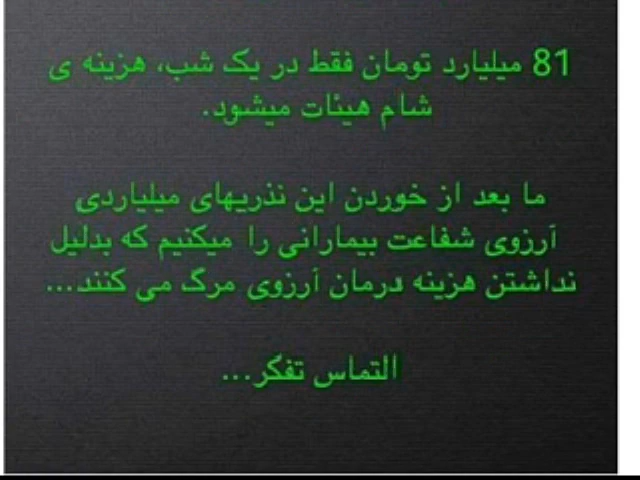 81 میلیارد تومان فقط در یک شب، هزینه ی
شام هیئات میشود.
ما بعد از خوردن این نذریهای میلیاردی
آرزوی شفاعت بیمارانی را میکنیم که بدلیل
نداشتن هزینه درمان آرزوی مرگ می کنند...
التماس تفکر...